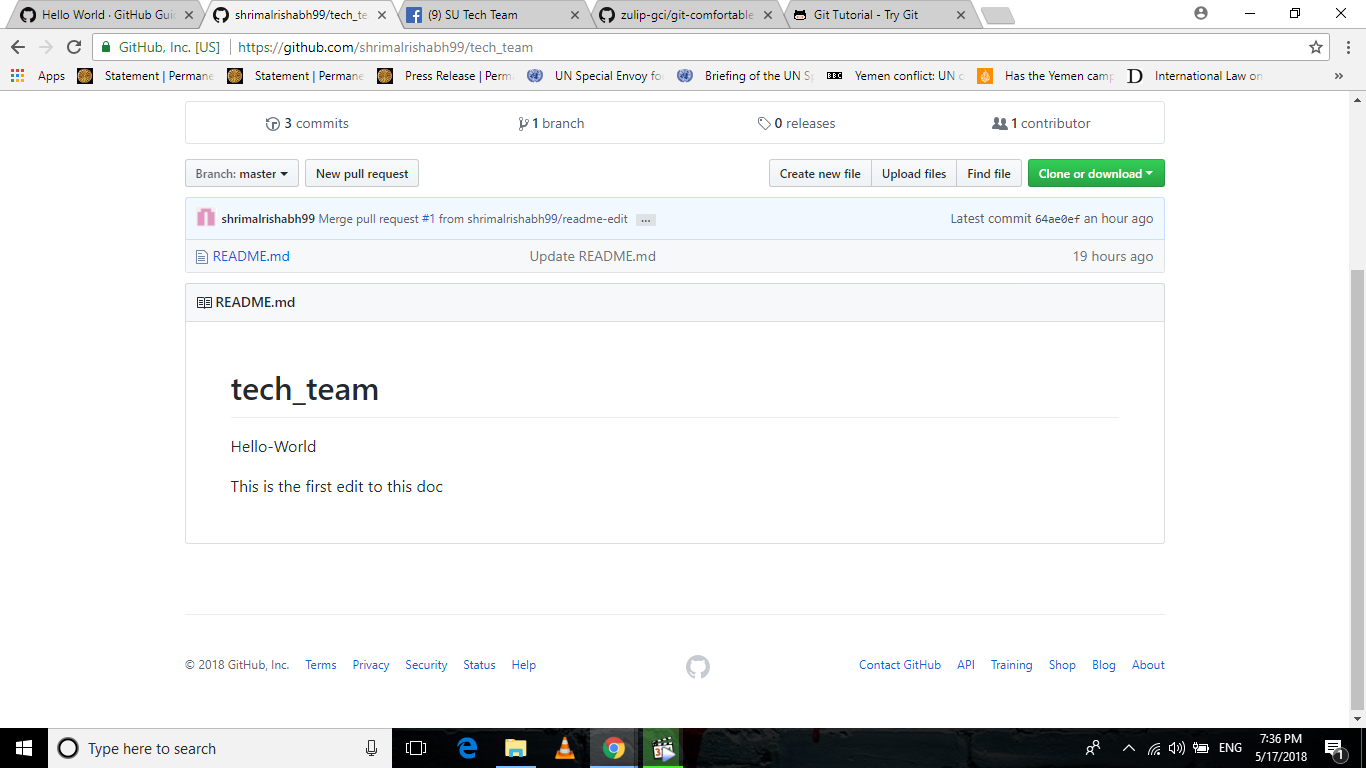 Hello World · GitHub Guid
shrimalrishabh99/tech_te
(9) SU Tech Team
zulip-gci/git-comfortable
Git Tutorial - Try Git
GitHub, Inc. [US] https://github.com/shrimalrishabh99/tech_team
Apps Statement | Permane Statement | Permane Press Release | Perm UN Special Envoy fo Briefing of the UN S BBC Yemen conflict: UN c Has the Yemen cam D International Law on »
3 commits 1 branch 0 releases 1 contributor
Branch: master New pull request Create new file Upload files Find file Clone or download
shrimalrishabh99 Merge pull request #1 from shrimalrishabh99/readme-edit ... Latest commit 64ae0ef an hour ago
README.md Update README.md 19 hours ago
README.md
tech_team
Hello-World
This is the first edit to this doc
© 2018 GitHub, Inc. Terms Privacy Security Status Help Contact GitHub API Training Shop Blog About
Type here to search ENG 7:36 PM
5/17/2018 1